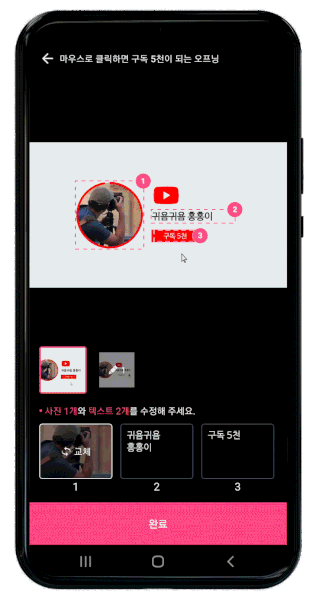 마우스로 클릭하면 구독 5천이 되는 오프닝
1
귀욤귀욤 홍홍이
2
구독 5천
3
• 사진 1개와 텍스트 2개를 수정해 주세요.
교체
귀욤귀욤
홍홍이
구독 5천
1
2
3
완료